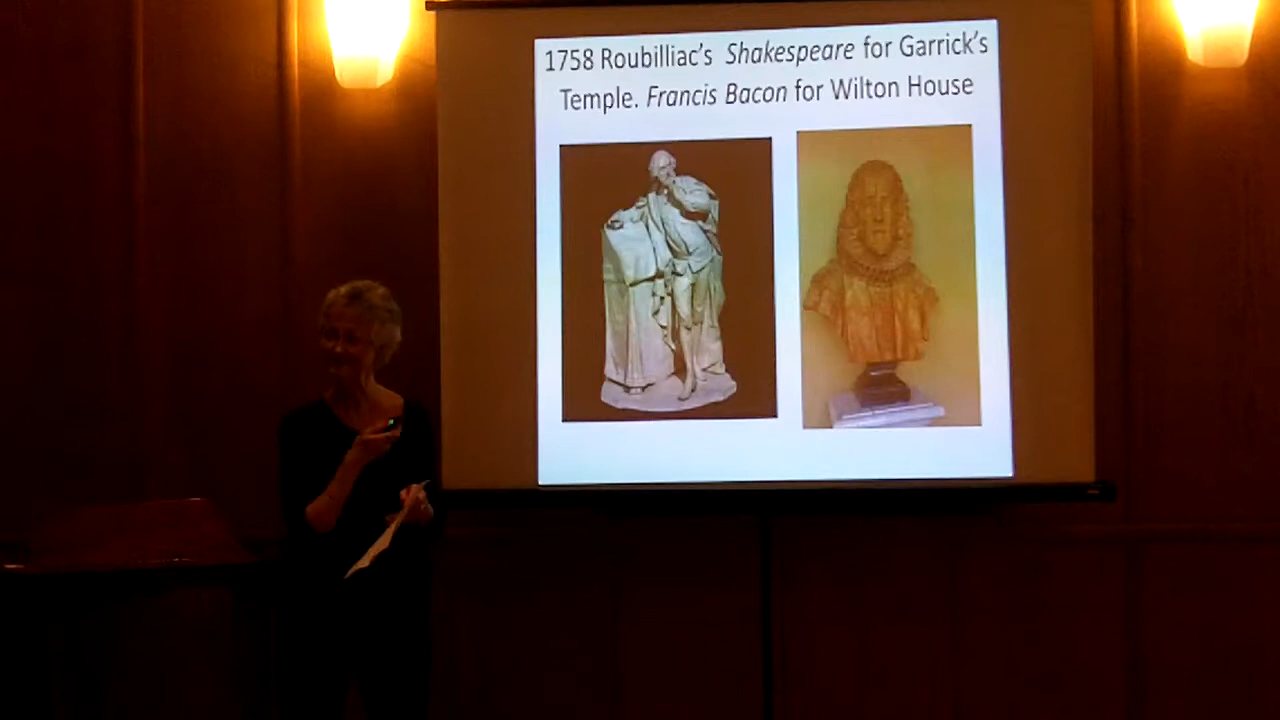 1758 Roubilliac's Shakespeare for Garrick's
Temple. Francis Bacon for Wilton House